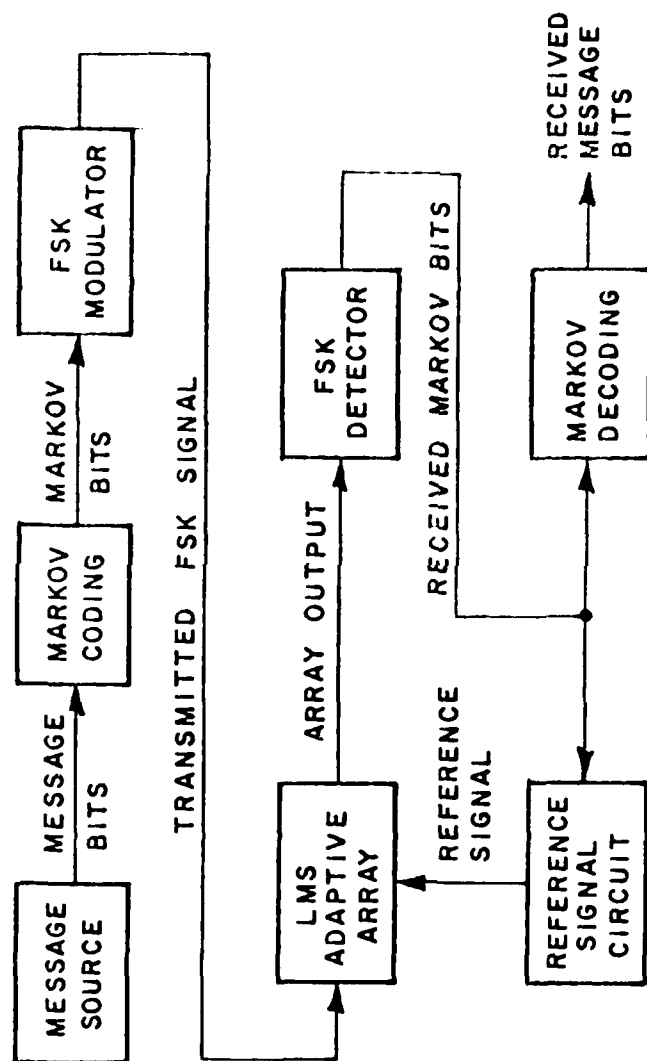 MESSAGE
SOURCE
MESSAGE
BITS
MARKOV
CODING
MARKOV
BITS
FSK
MODULATOR
TRANSMITTED FSK SIGNAL
LMS
ADAPTIVE
ARRAY
ARRAY OUTPUT
FSK
DETECTOR
RECEIVED MARKOV BITS
REFERENCE
SIGNAL
REFERENCE
SIGNAL
CIRCUIT
MARKOV
DECODING
RECEIVED
MESSAGE
BITS